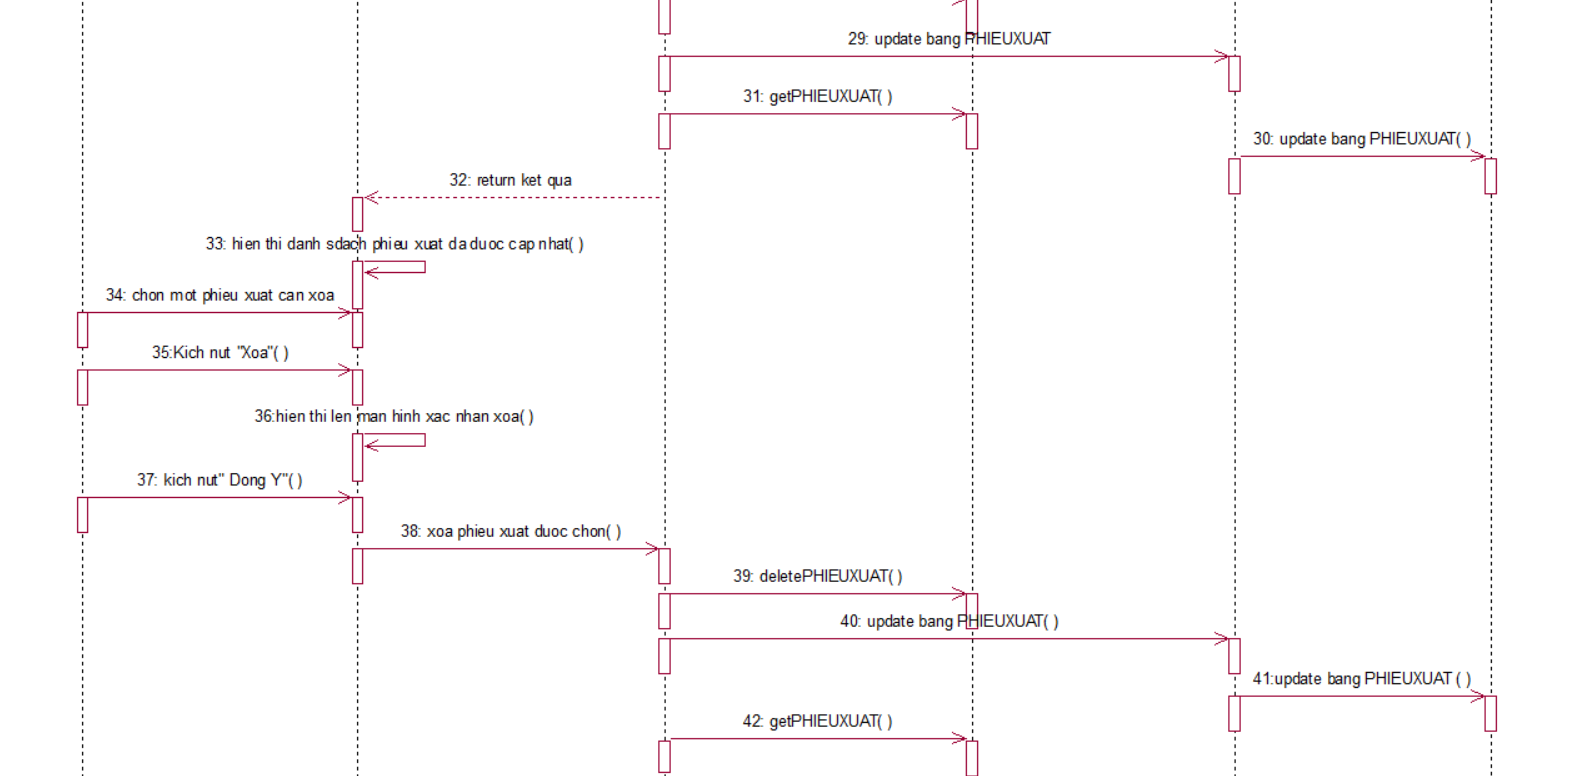 29: update bang PHIEUXUAT
31: getPHIEUXUAT( )
30: update bang PHIEUXUAT( )
32: return ket qua
33: hien thi danh sdach phieu xuat da duoc cap nhat( )
34: chon mot phieu xuat can xoa
35:Kich nut "Xoa"( )
36:hien thi len man hinh xac nhan xoa( )
37: kich nut" Dong Y"( )
38: xoa phieu xuat duoc chon( )
39: deletePHIEUXUAT( )
40: update bang PHIEUXUAT( )
41:update bang PHIEUXUAT ( )
42: getPHIEUXUAT( )